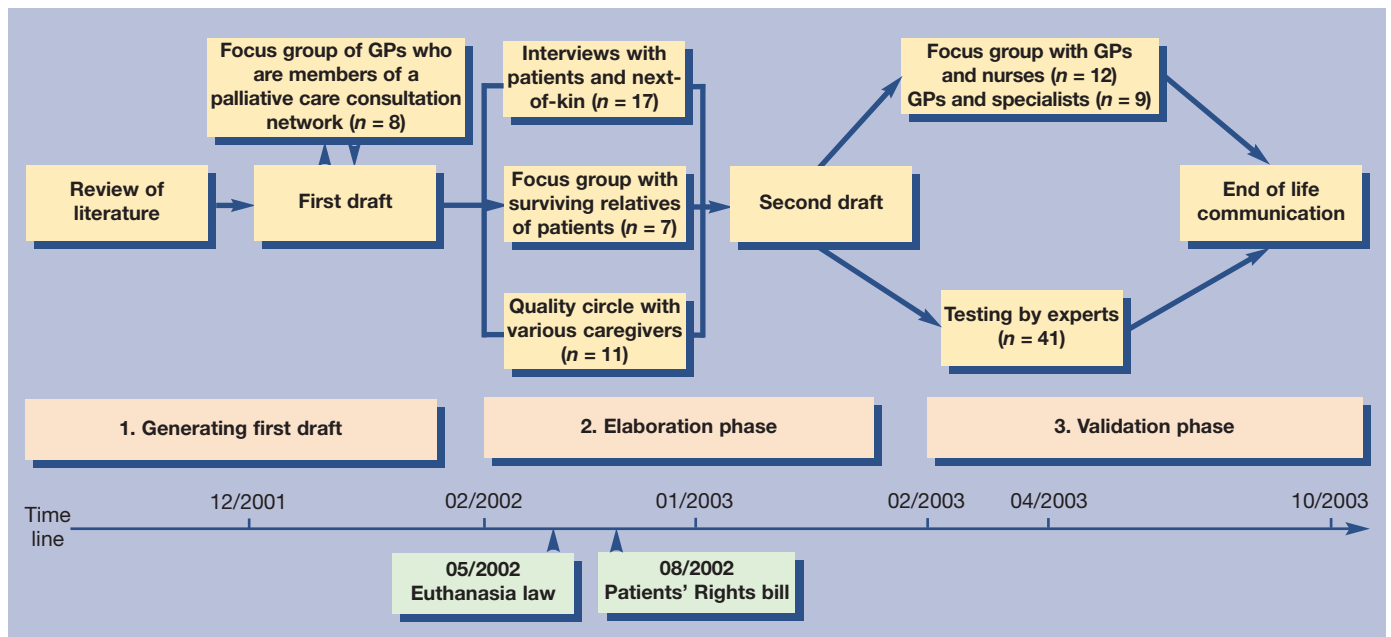 Focus group of GPs who
are members of a
palliative care consultation
network (n = 8)
Interviews with
patients and next-
of-kin (n = 17)
Focus group with GPs
and nurses (n = 12)
GPs and specialists (n = 9)
Review of
literature
First draft
Focus group with
surviving relatives
of patients (n = 7)
Second draft
End of life
communication
Quality circle with
various caregivers
(n = 11)
Testing by experts
(n = 41)
1. Generating first draft
2. Elaboration phase
3. Validation phase
Time
line
12/2001
02/2002
01/2003
02/2003
04/2003
10/2003
05/2002
Euthanasia law
08/2002
Patients’ Rights bill